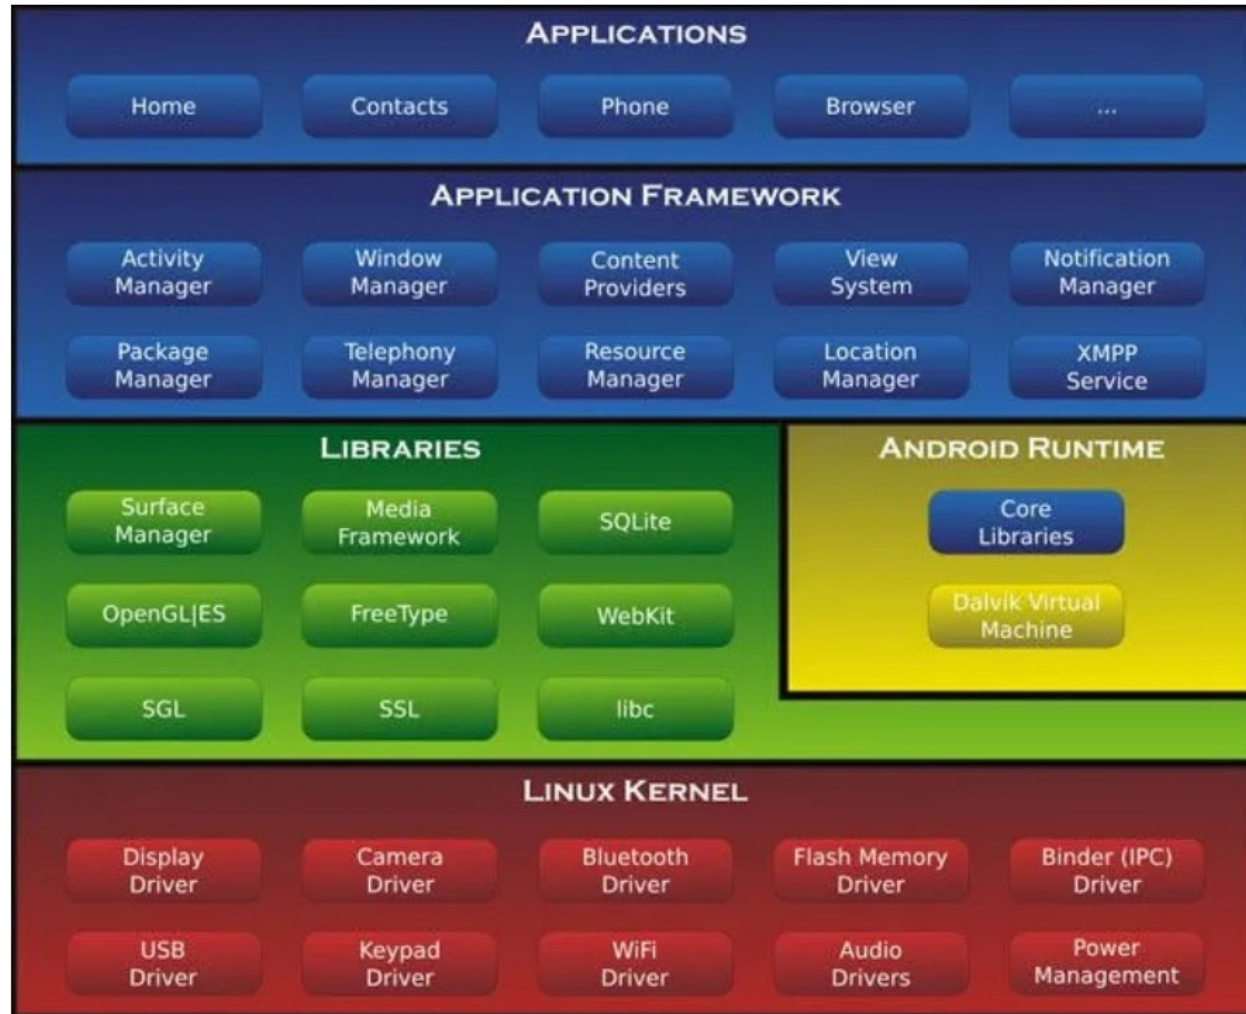 APPLICATIONS
Home
Contacts
Phone
Browser
...
APPLICATION FRAMEWORK
Activity
Manager
Window
Manager
Content
Providers
View
System
Notification
Manager
Package
Manager
Telephony
Manager
Resource
Manager
Location
Manager
XMPP
Service
LIBRARIES
Surface
Manager
Media
Framework
SQLite
OpenGL|ES
FreeType
WebKit
SGL
SSL
libc
ANDROID RUNTIME
Core
Libraries
Dalvik Virtual
Machine
LINUX KERNEL
Display
Driver
Camera
Driver
Bluetooth
Driver
Flash Memory
Driver
Binder (IPC)
Driver
USB
Driver
Keypad
Driver
WiFi
Driver
Audio
Drivers
Power
Management